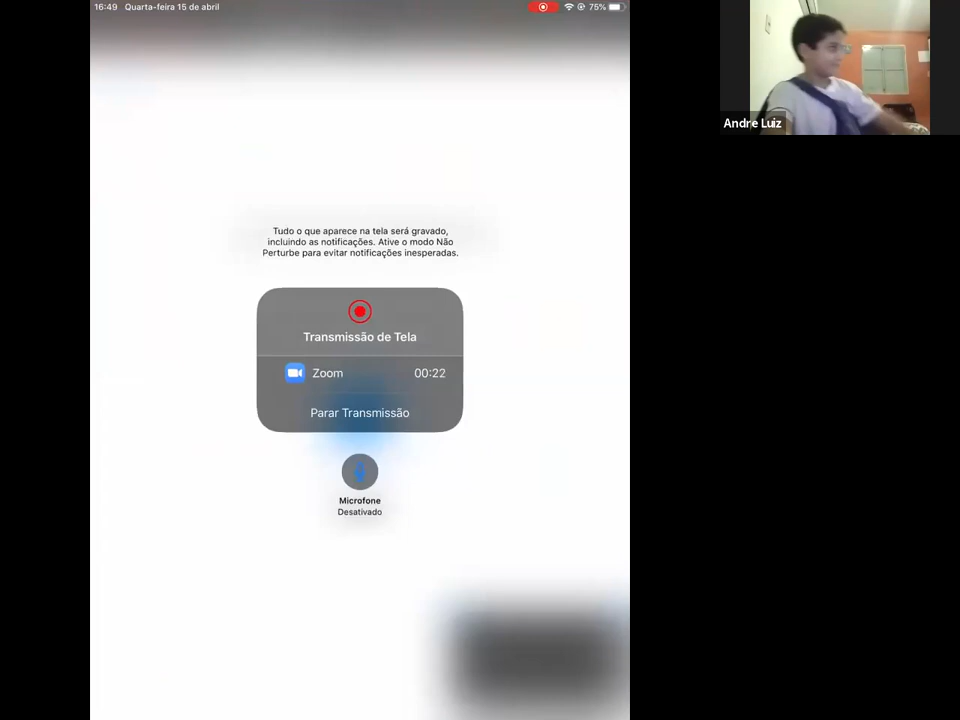 16:49 Quarta-feira 15 de abril
75%
Andre Luiz
Tudo o que aparece na tela será gravado,
incluindo as notificações. Ative o modo Não
Perturbe para evitar notificações inesperadas.
Transmissão de Tela
Zoom 00:22
Parar Transmissão
Microfone
Desativado